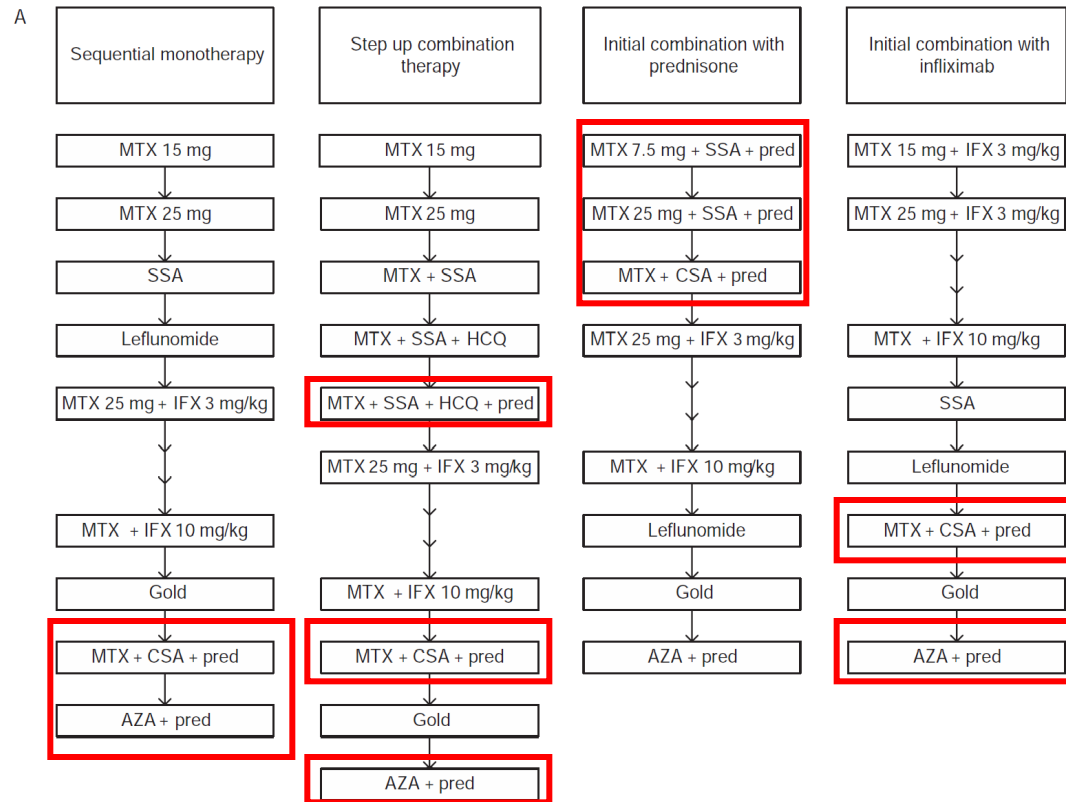 A
Sequential monotherapy
Step up combination
therapy
Initial combination with
prednisone
Initial combination with
infliximab
MTX 15 mg
MTX 25 mg
SSA
Leflunomide
MTX 25 mg + IFX 3 mg/kg
MTX + IFX 10 mg/kg
Gold
MTX + CSA + pred
AZA + pred
MTX 15 mg
MTX 25 mg
MTX + SSA
MTX + SSA + HCQ
MTX + SSA + HCQ + pred
MTX 25 mg + IFX 3 mg/kg
MTX + IFX 10 mg/kg
MTX + CSA + pred
Gold
AZA + pred
MTX 7.5 mg + SSA + pred
MTX 25 mg + SSA + pred
MTX + CSA + pred
MTX 25 mg + IFX 3 mg/kg
MTX + IFX 10 mg/kg
Leflunomide
Gold
AZA + pred
MTX 15 mg + IFX 3 mg/kg
MTX 25 mg + IFX 3 mg/kg
MTX + IFX 10 mg/kg
SSA
Leflunomide
MTX + CSA + pred
Gold
AZA + pred